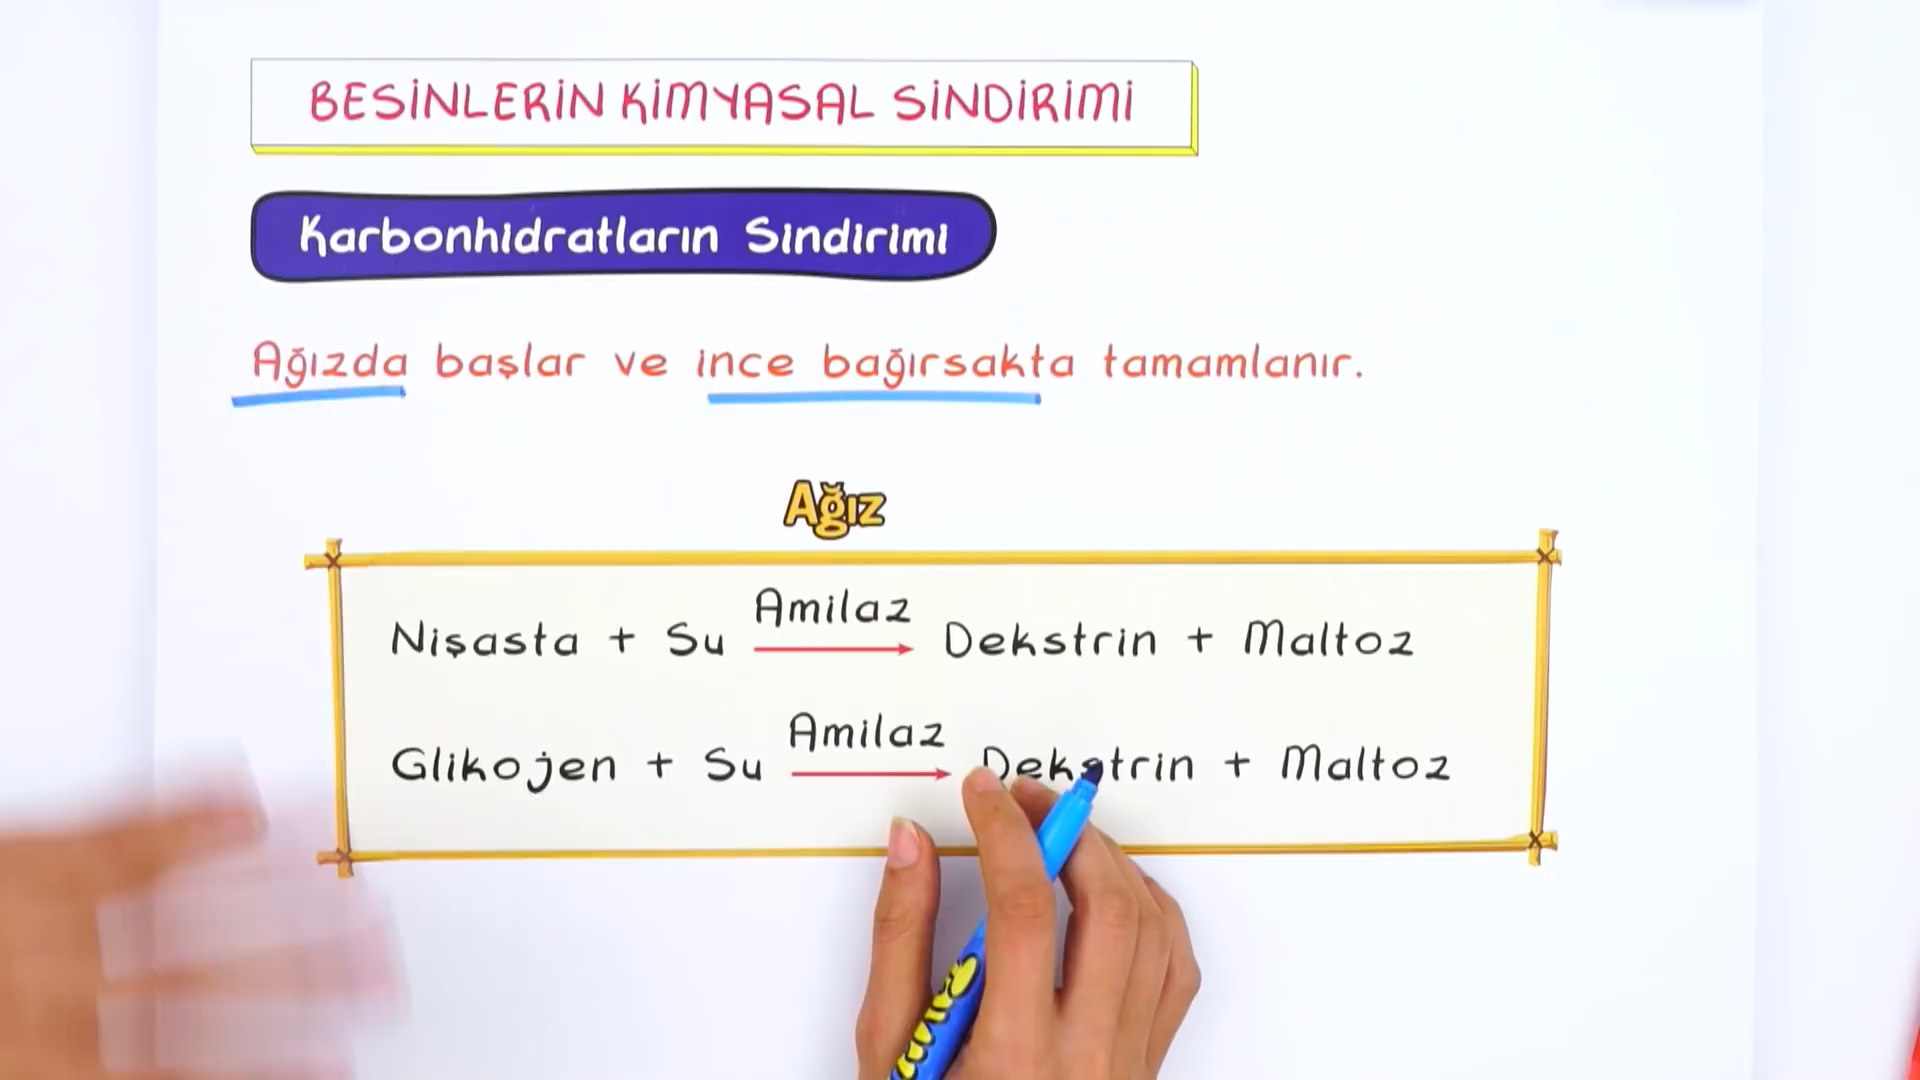 BESİNLERİN KİMYASAL SİNDİRİMİ
Karbonhidratların Sindirimi
Ağızda başlar ve ince bağırsakta tamamlanır.
Ağız
Amilaz
Nişasta + Su → Dekstrin + Maltoz
Amilaz
Glikojen + Su → Dekstrin + Maltoz